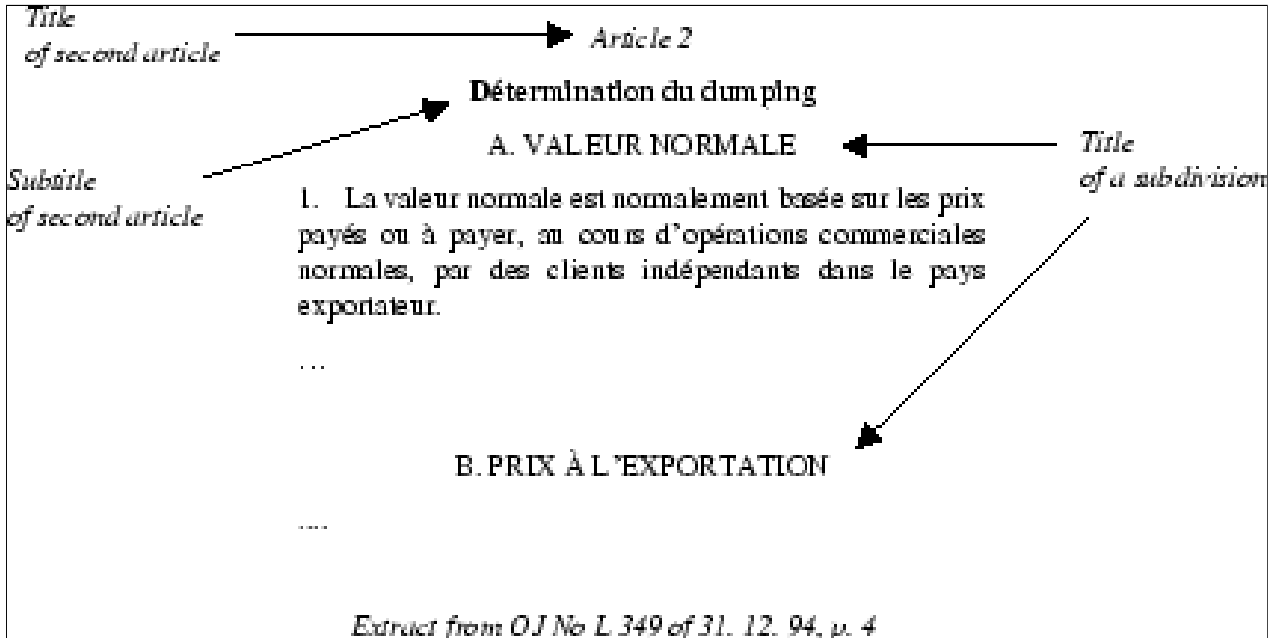 Title
of second article
Article 2
Détermination du dumping
A. VALEUR NORMALE
Title
of a subdivision
Subtitle
of second article
1. La valeur normale est normalement basée sur les prix
payés ou à payer, au cours d'opérations commerciales
normales, par des clients indépendants dans le pays
exportateur.
...
B. PRIX À L'EXPORTATION
....
Extract from OJ No L 349 of 31. 12. 94, p. 4